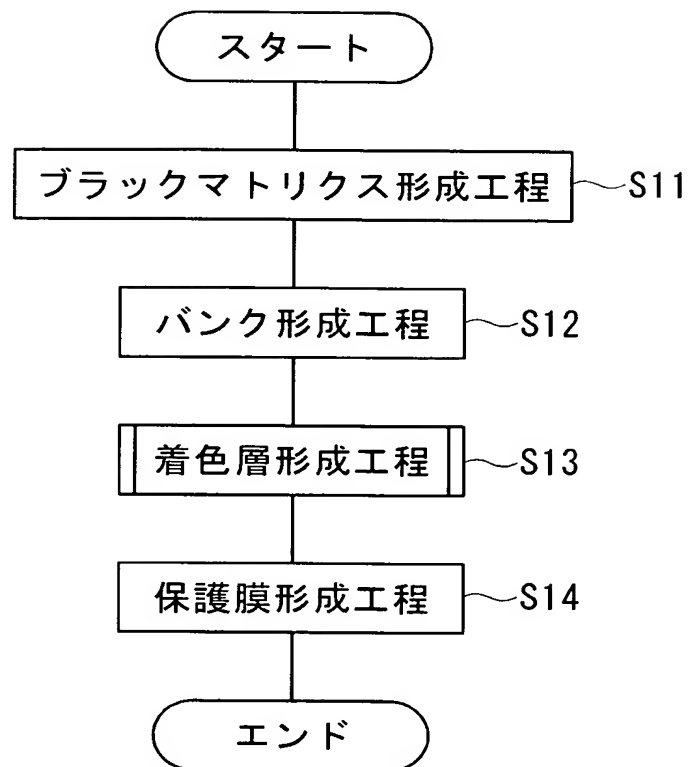 スタート
ブラックマトリクス形成工程 S11
バンク形成工程 S12
着色層形成工程 S13
保護膜形成工程 S14
エンド